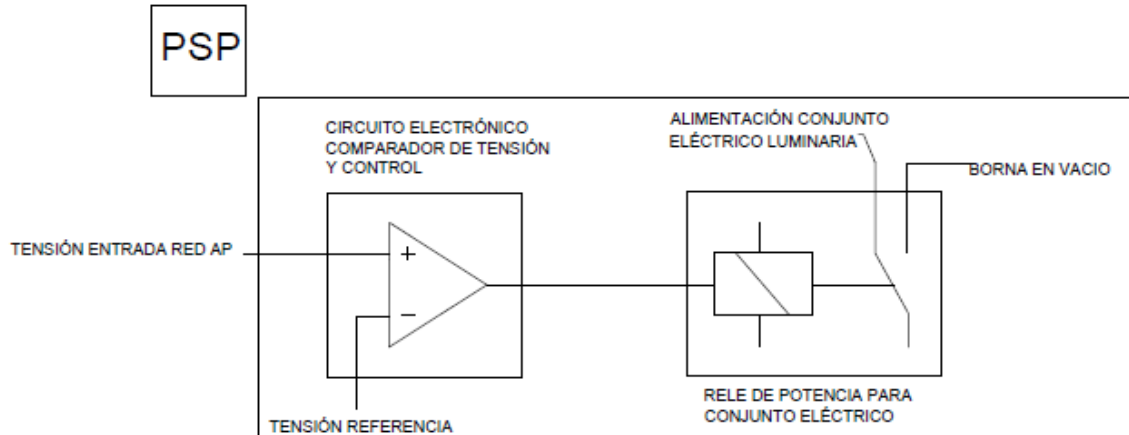 PSP
CIRCUITO ELECTRÓNICO
COMPARADOR DE TENSIÓN
Y CONTROL
ALIMENTACIÓN CONJUNTO
ELÉCTRICO LUMINARIA
BORNA EN VACIO
TENSIÓN ENTRADA RED AP
+
−
RELE DE POTENCIA PARA
CONJUNTO ELÉCTRICO
TENSIÓN REFERENCIA